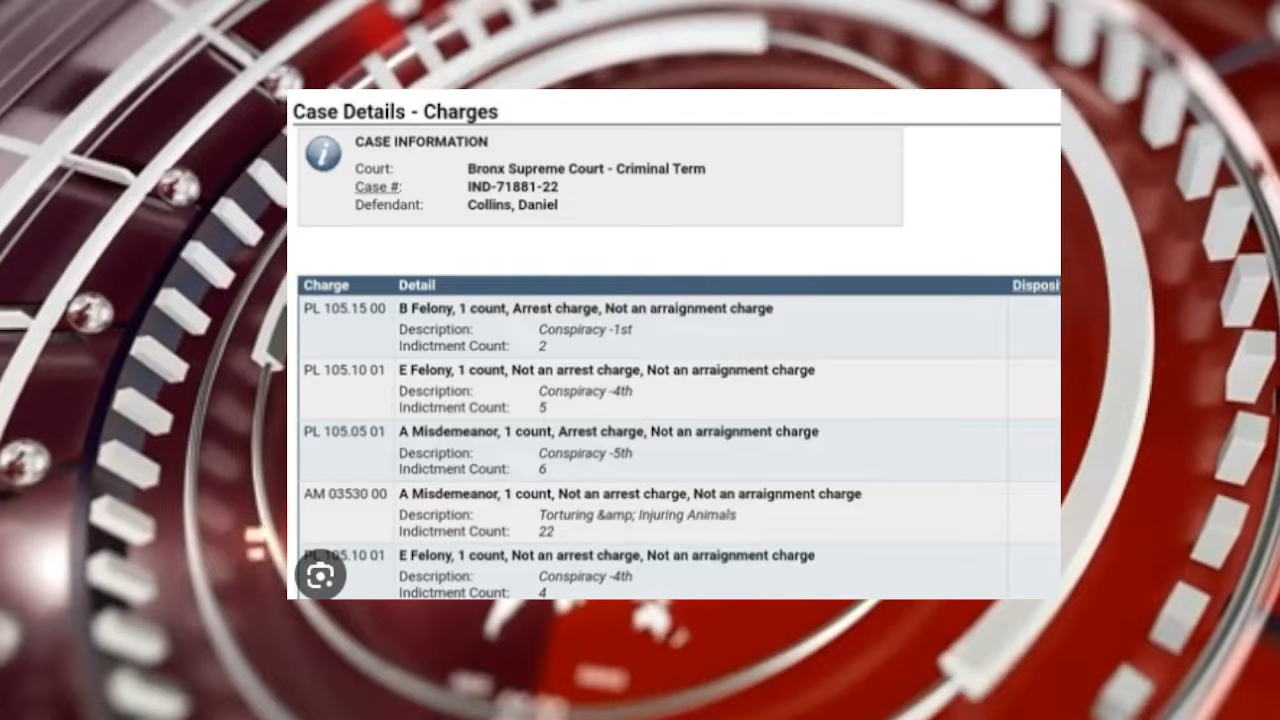 Case Details - Charges
CASE INFORMATION
Court: Bronx Supreme Court - Criminal Term
Case #: IND-71881-22
Defendant: Collins, Daniel
Charge Detail Disposi
PL 105.15 00 B Felony, 1 count, Arrest charge, Not an arraignment charge
Description: Conspiracy -1st
Indictment Count: 2
PL 105.10 01 E Felony, 1 count, Not an arrest charge, Not an arraignment charge
Description: Conspiracy -4th
Indictment Count: 5
PL 105.05 01 A Misdemeanor, 1 count, Arrest charge, Not an arraignment charge
Description: Conspiracy -5th
Indictment Count: 6
AM 03530 00 A Misdemeanor, 1 count, Not an arrest charge, Not an arraignment charge
Description: Torturing &amp; Injuring Animals
Indictment Count: 22
PL 105.10 01 E Felony, 1 count, Not an arrest charge, Not an arraignment charge
Description: Conspiracy -4th
Indictment Count: 4